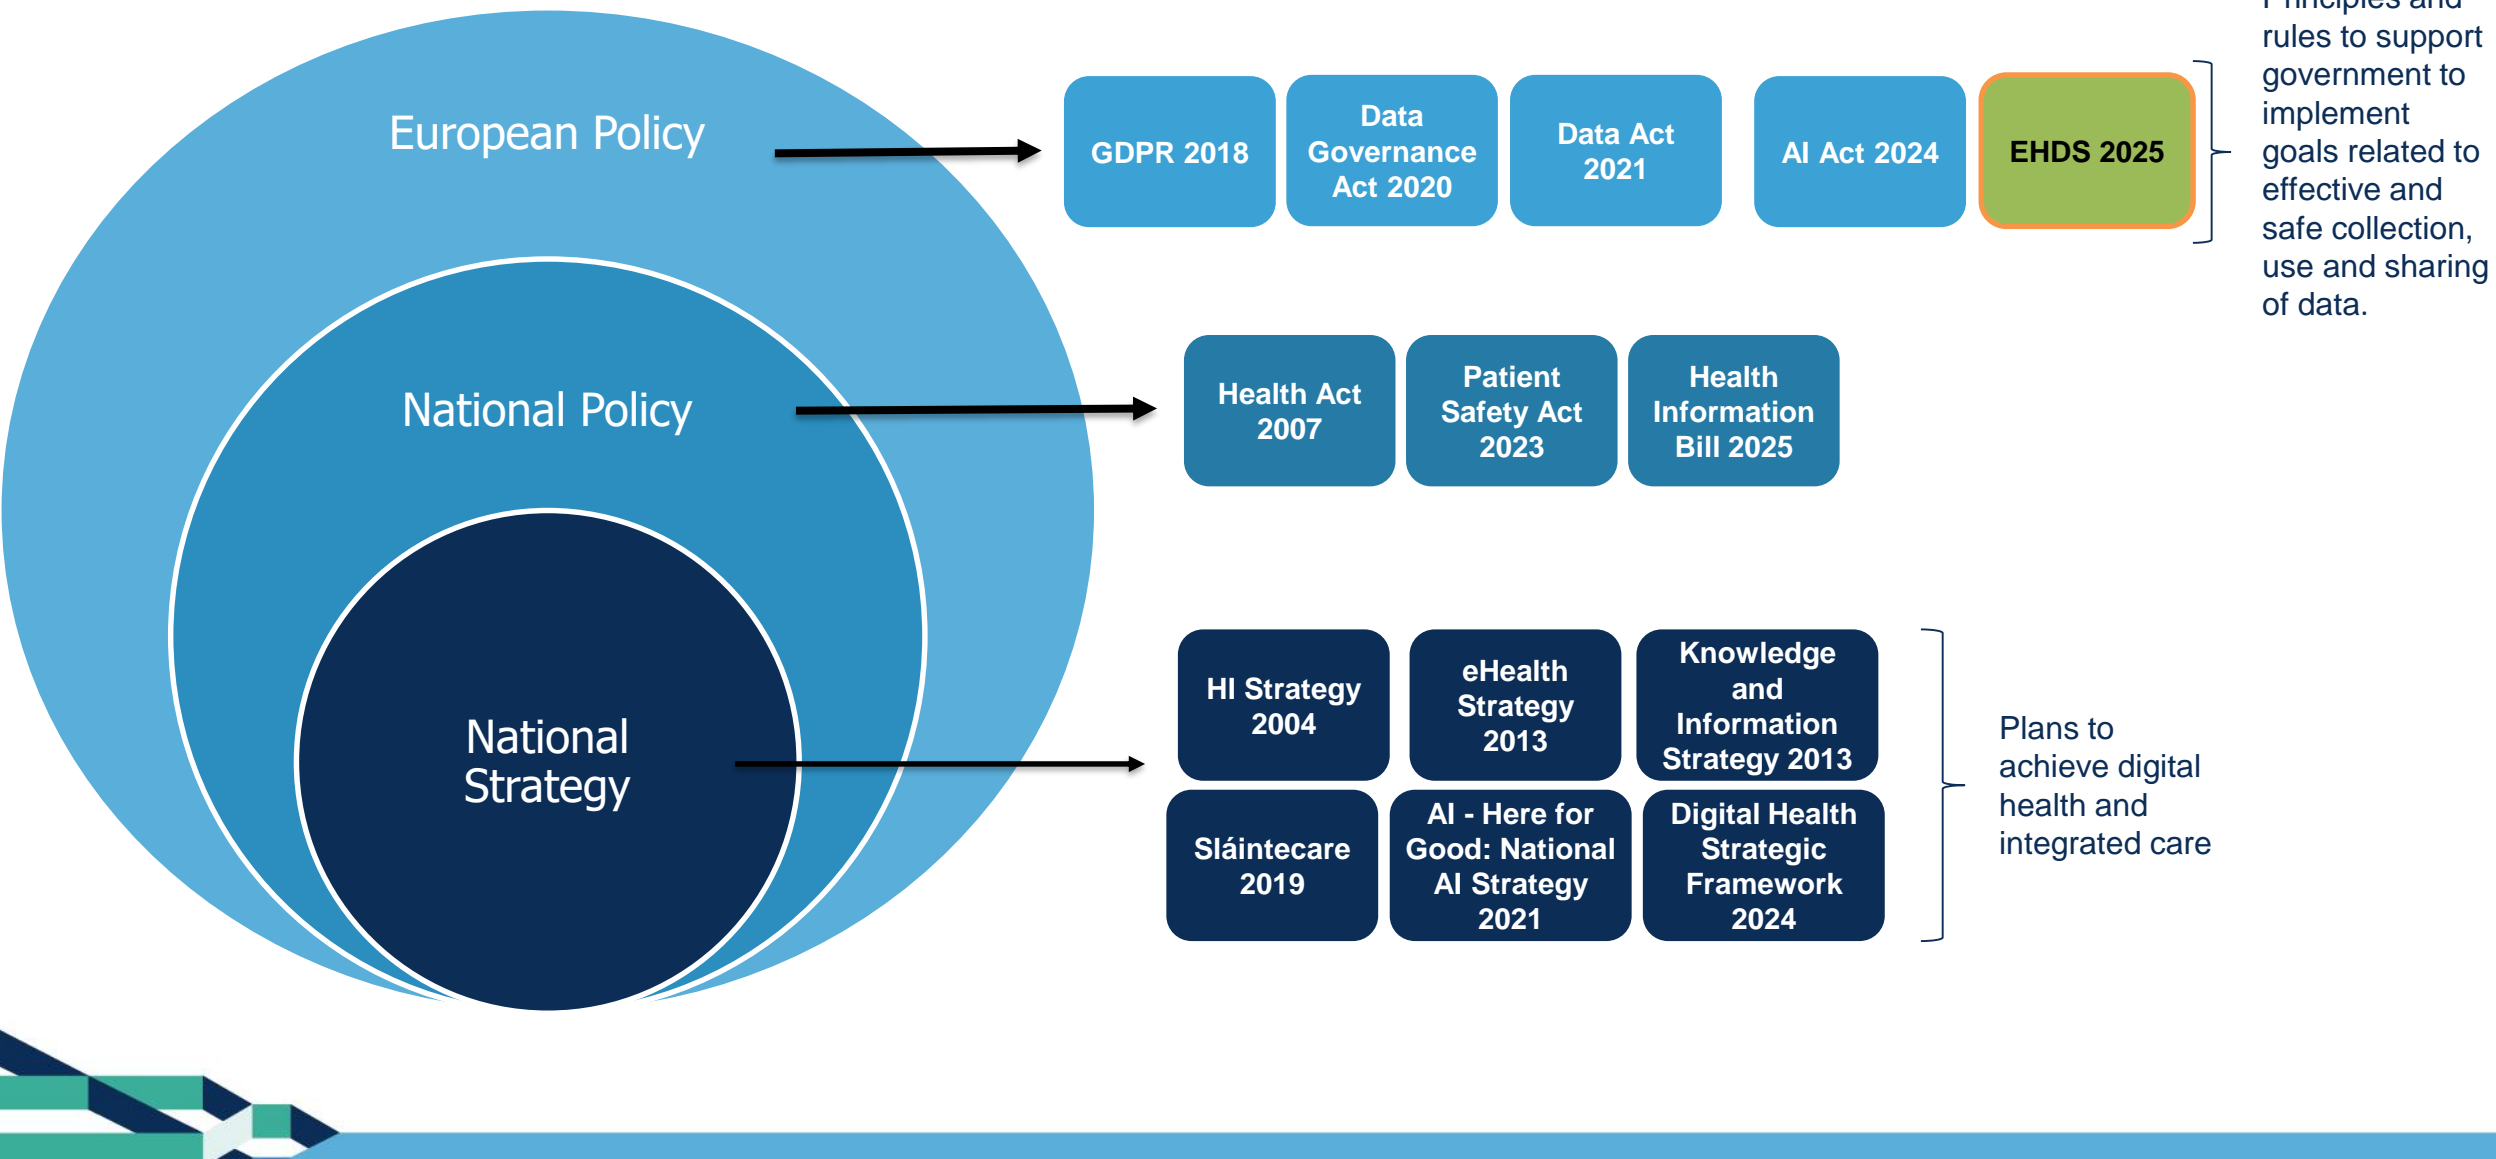 European Policy
GDPR 2018
Data
Governance
Act 2020
Data Act
2021
AI Act 2024
EHDS 2025
Principles and
rules to support
government to
implement
goals related to
effective and
safe collection,
use and sharing
of data.
National Policy
Health Act
2007
Patient
Safety Act
2023
Health
Information
Bill 2025
National
Strategy
HI Strategy
2004
eHealth
Strategy
2013
Knowledge
and
Information
Strategy 2013
Sláintecare
2019
AI - Here for
Good: National
AI Strategy
2021
Digital Health
Strategic
Framework
2024
Plans to
achieve digital
health and
integrated care